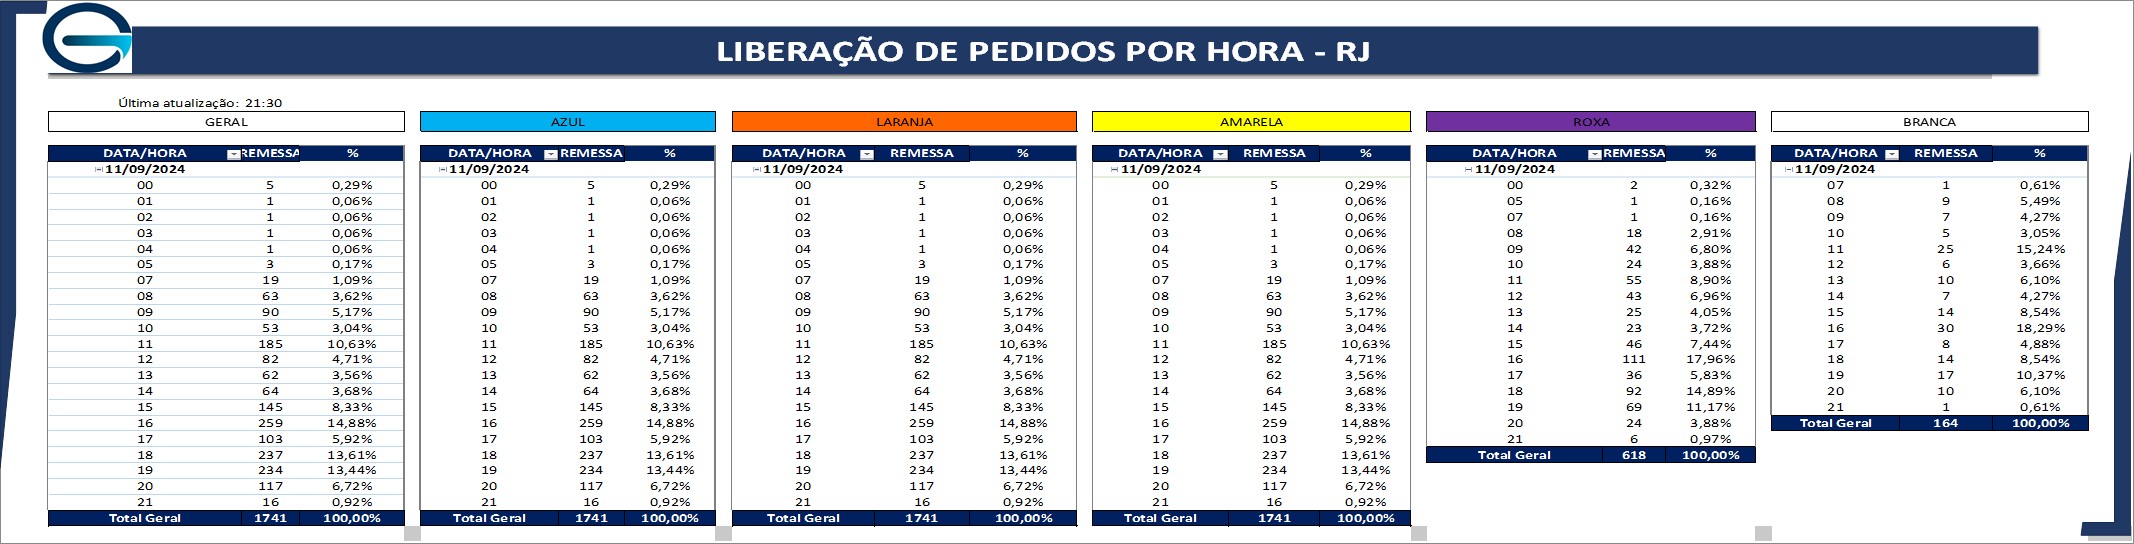 LIBERAÇÃO DE PEDIDOS POR HORA - RJ
Última atualização: 21:30
GERAL AZUL LARANJA AMARELA ROXA BRANCA
DATA/HORA REMESSA % DATA/HORA REMESSA % DATA/HORA REMESSA % DATA/HORA REMESSA % DATA/HORA REMESSA % DATA/HORA REMESSA %
11/09/2024 11/09/2024 11/09/2024 11/09/2024 11/09/2024 11/09/2024
00 5 0,29% 00 5 0,29% 00 5 0,29% 00 5 0,29% 00 2 0,32% 07 1 0,61%
01 1 0,06% 01 1 0,06% 01 1 0,06% 01 1 0,06% 05 1 0,16% 08 9 5,49%
02 1 0,06% 02 1 0,06% 02 1 0,06% 02 1 0,06% 07 1 0,16% 09 7 4,27%
03 1 0,06% 03 1 0,06% 03 1 0,06% 03 1 0,06% 08 18 2,91% 10 5 3,05%
04 1 0,06% 04 1 0,06% 04 1 0,06% 04 1 0,06% 09 42 6,80% 11 25 15,24%
05 3 0,17% 05 3 0,17% 05 3 0,17% 05 3 0,17% 10 24 3,88% 12 6 3,66%
07 19 1,09% 07 19 1,09% 07 19 1,09% 07 19 1,09% 11 55 8,90% 13 10 6,10%
08 63 3,62% 08 63 3,62% 08 63 3,62% 08 63 3,62% 12 43 6,96% 14 7 4,27%
09 90 5,17% 09 90 5,17% 09 90 5,17% 09 90 5,17% 13 25 4,05% 15 14 8,54%
10 53 3,04% 10 53 3,04% 10 53 3,04% 10 53 3,04% 14 23 3,72% 16 30 18,29%
11 185 10,63% 11 185 10,63% 11 185 10,63% 11 185 10,63% 15 46 7,44% 17 8 4,88%
12 82 4,71% 12 82 4,71% 12 82 4,71% 12 82 4,71% 16 111 17,96% 18 14 8,54%
13 62 3,56% 13 62 3,56% 13 62 3,56% 13 62 3,56% 17 36 5,83% 19 17 10,37%
14 64 3,68% 14 64 3,68% 14 64 3,68% 14 64 3,68% 18 92 14,89% 20 10 6,10%
15 145 8,33% 15 145 8,33% 15 145 8,33% 15 145 8,33% 19 69 11,17% 21 1 0,61%
16 259 14,88% 16 259 14,88% 16 259 14,88% 16 259 14,88% 20 24 3,88% Total Geral 164 100,00%
17 103 5,92% 17 103 5,92% 17 103 5,92% 17 103 5,92% 21 6 0,97%
18 237 13,61% 18 237 13,61% 18 237 13,61% 18 237 13,61% Total Geral 618 100,00%
19 234 13,44% 19 234 13,44% 19 234 13,44% 19 234 13,44%
20 117 6,72% 20 117 6,72% 20 117 6,72% 20 117 6,72%
21 16 0,92% 21 16 0,92% 21 16 0,92% 21 16 0,92%
Total Geral 1741 100,00% Total Geral 1741 100,00% Total Geral 1741 100,00% Total Geral 1741 100,00%